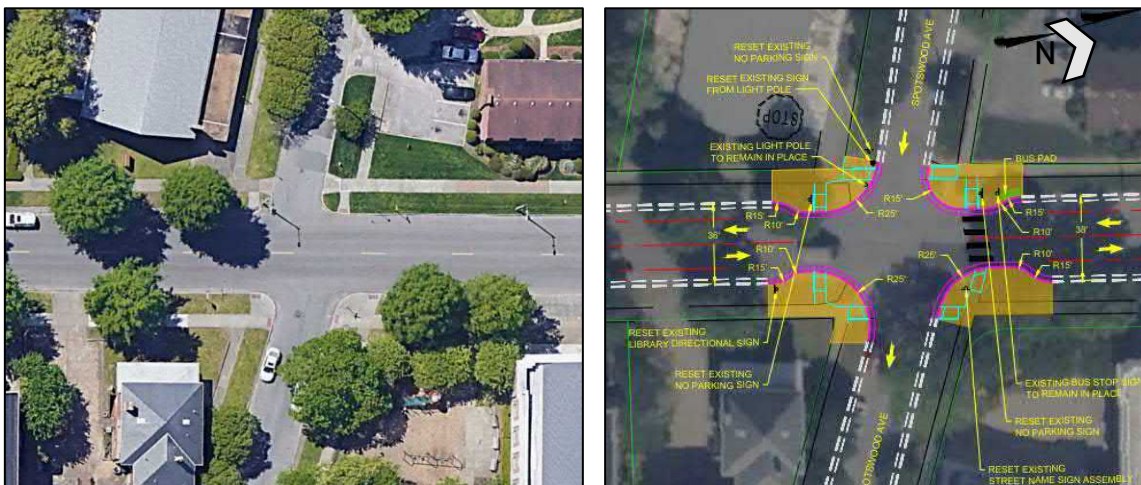 RESET EXISTING
NO PARKING SIGN
RESET EXISTING SIGN
FROM LIGHT POLE
STOP
EXISTING LIGHT POLE
TO REMAIN IN PLACE
SPOTSWOOD AVE
N
BUS PAD
R15'
R10'
R25'
R15'
R15'
R10'
36'
38'
R10'
R15'
R25'
R25'
R10'
R15'
RESET EXISTING
LIBRARY DIRECTIONAL SIGN
RESET EXISTING
NO PARKING SIGN
SPOTSWOOD AVE
EXISTING BUS STOP SIGN
TO REMAIN IN PLACE
RESET EXISTING
NO PARKING SIGN
RESET EXISTING
STREET NAME SIGN ASSEMBLY